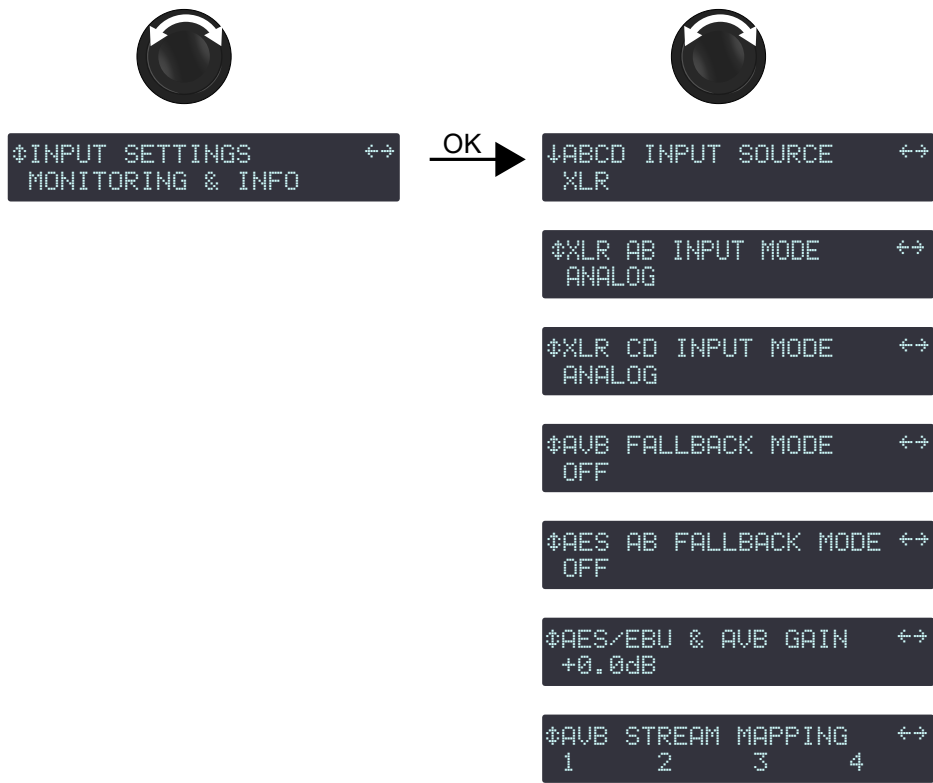 ↕INPUT SETTINGS ↔
MONITORING & INFO
OK
↓ABCD INPUT SOURCE ↔
XLR
↕XLR AB INPUT MODE ↔
ANALOG
↕XLR CD INPUT MODE ↔
ANALOG
↕AVB FALLBACK MODE ↔
OFF
↕AES AB FALLBACK MODE ↔
OFF
↕AES/EBU & AVB GAIN ↔
+0.0dB
↕AVB STREAM MAPPING ↔
1 2 3 4